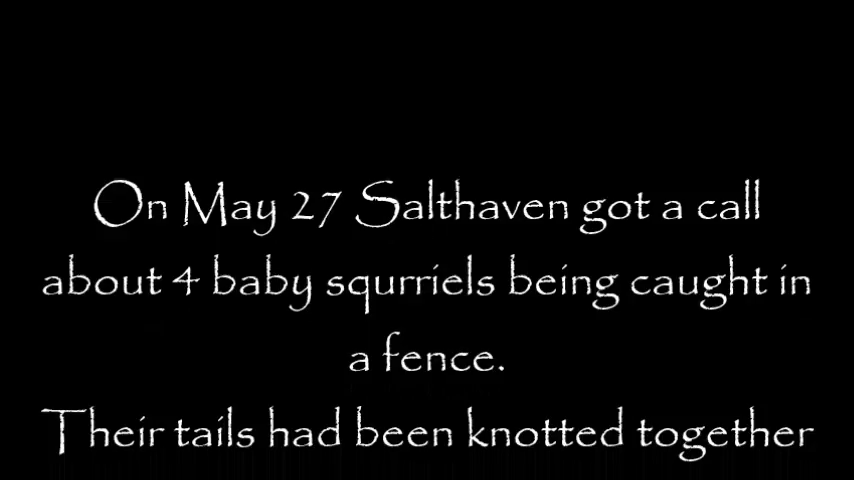 On May 27 Salthaven got a call
about 4 baby squrriels being caught in
a fence.
Their tails had been knotted together